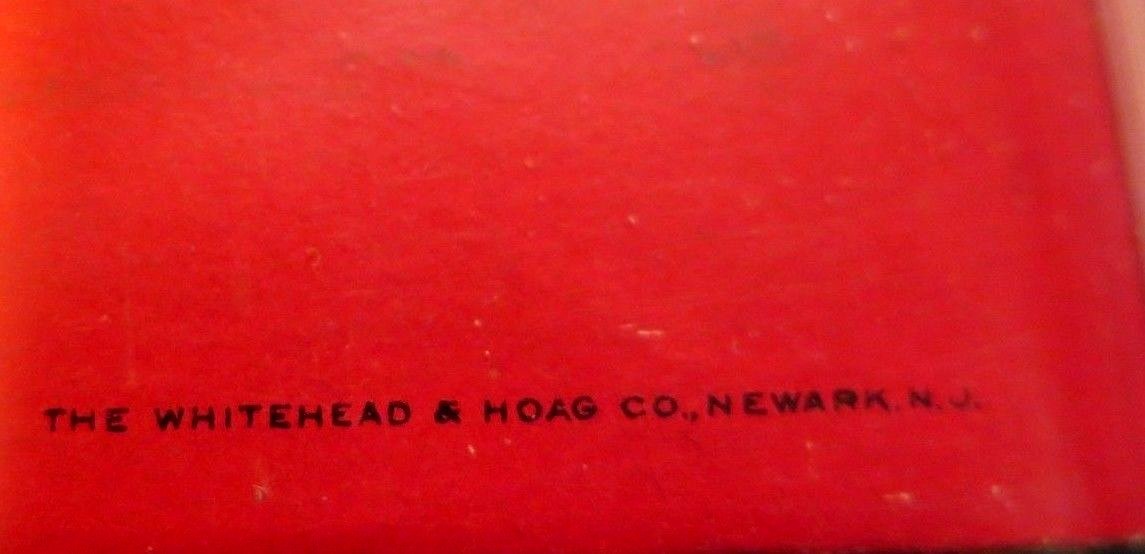 THE WHITEHEAD & HOAG CO., NEWARK. N. J.